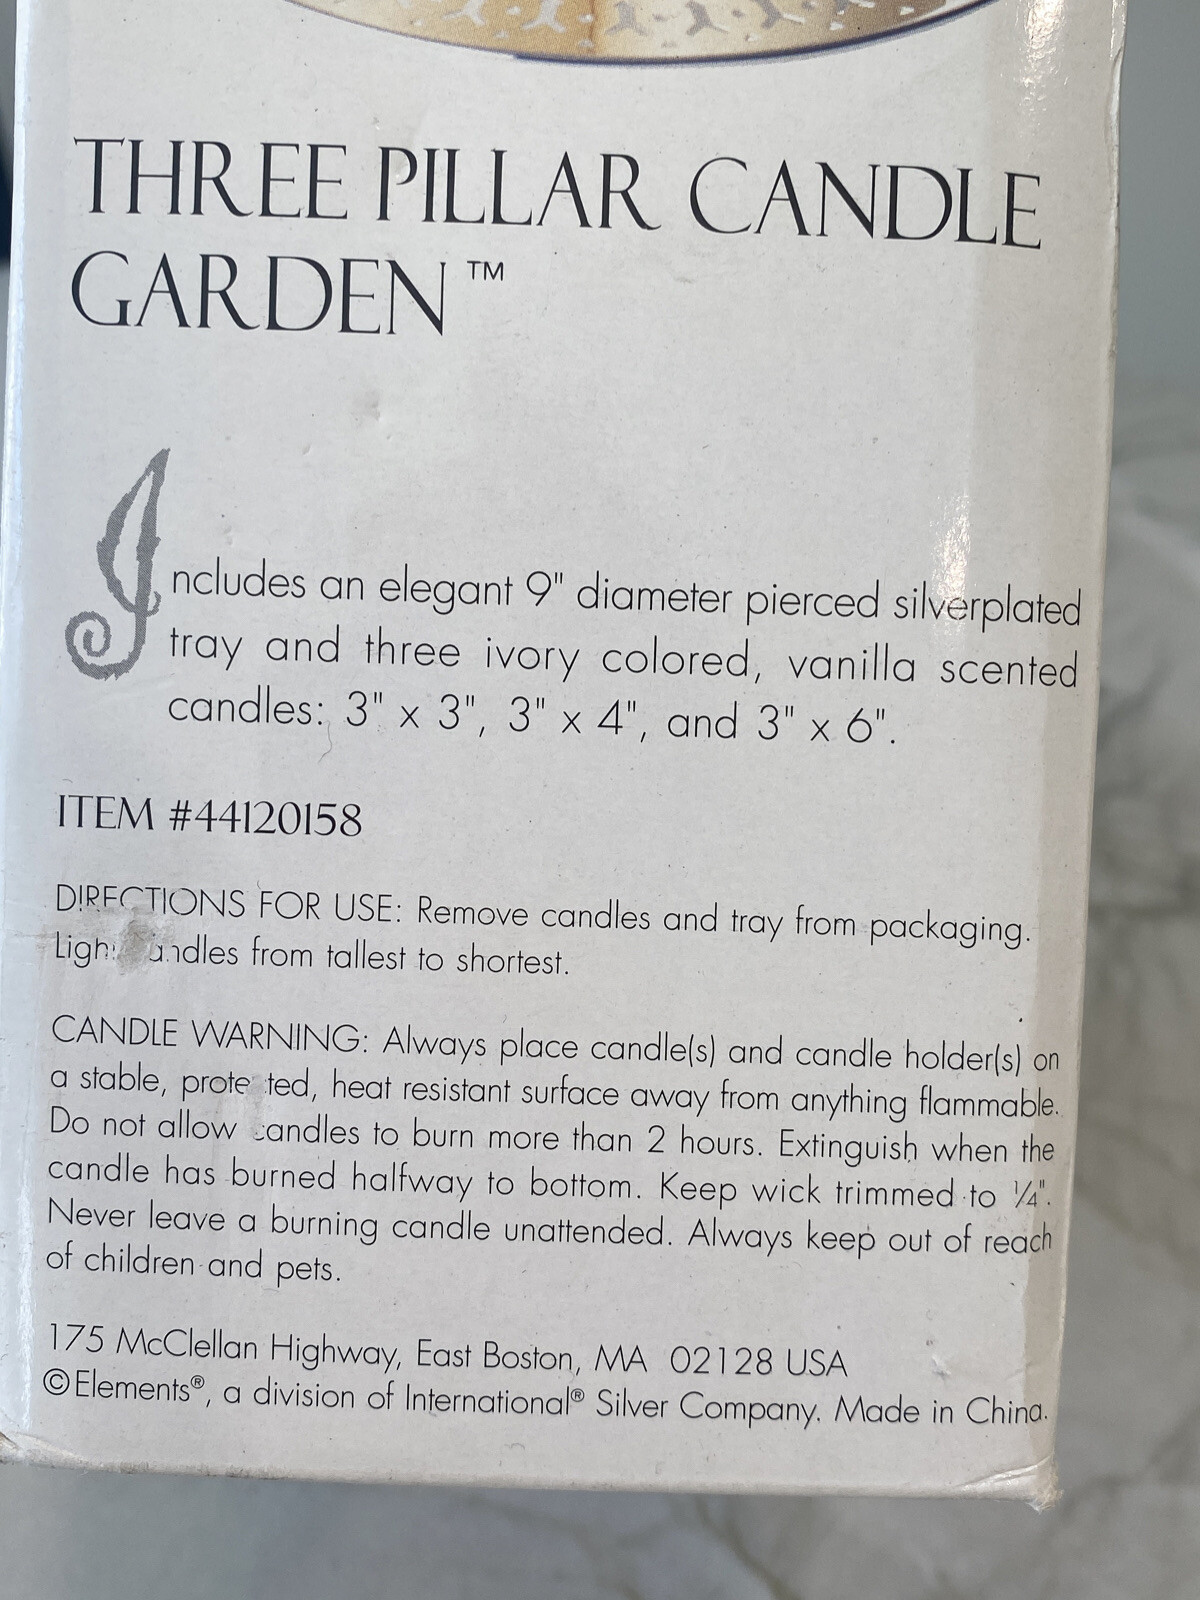 THREE PILLAR CANDLE
GARDEN™
Includes an elegant 9" diameter pierced silverplated
tray and three ivory colored, vanilla scented
candles: 3" x 3", 3" x 4", and 3" x 6".
ITEM #44120158
DIRECTIONS FOR USE: Remove candles and tray from packaging.
Light candles from tallest to shortest.
CANDLE WARNING: Always place candle(s) and candle holder(s) on
a stable, protected, heat resistant surface away from anything flammable.
Do not allow candles to burn more than 2 hours. Extinguish when the
candle has burned halfway to bottom. Keep wick trimmed to ¼".
Never leave a burning candle unattended. Always keep out of reach
of children and pets.
175 McClellan Highway, East Boston, MA 02128 USA
©Elements®, a division of International® Silver Company. Made in China.